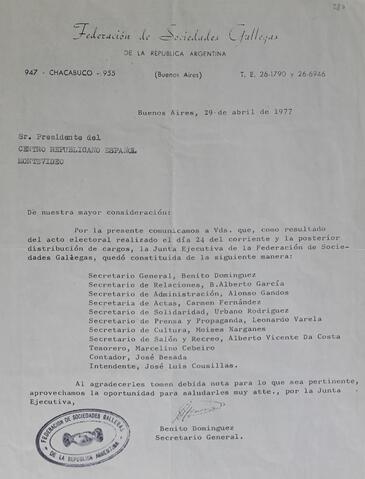 287
Federación de Sociedades Gallegas
DE LA REPUBLICA ARGENTINA
947 - CHACABUCO - 955 (Buenos Aires) T. E. 26-1790 y 26-6946
Buenos Aires, 29 de abril de 1977
Sr. Presidente del
CENTRO REPUBLICANO ESPAÑOL
MONTEVIDEO
De nuestra mayor consideración:
Por la presente comunicamos a Vds. que, como resultado
del acto electoral realizado el día 24 del corriente y la posterior
distribución de cargos, la Junta Ejecutiva de la Federación de Socie-
dades Gallegas, quedó constituida de la siguiente manera:
Secretario General, Benito Dominguez
Secretario de Relaciones, B.Alberto García
Secretario de Administración, Alonso Gandos
Secretaria de Actas, Carmen Fernández
Secretario de Solidaridad, Urbano Rodriguez
Secretario de Prensa y Propaganda, Leonardo Varela
Secretario de Cultura, Moises Narganes
Secretario de Salón y Recreo, Alberto Vicente Da Costa
Tesorero, Marcelino Cebeiro
Contador, José Besada
Intendente, José Luis Cousillas.
Al agradecerles tomen debida nota para lo que sea pertinente,
aprovechamos la oportunidad para saludarles muy atte., por la Junta
Ejecutiva,
FEDERACION DE SOCIEDADES GALLEGAS
DE LA REPUBLICA ARGENTINA
Benito Dominguez
Secretario General.